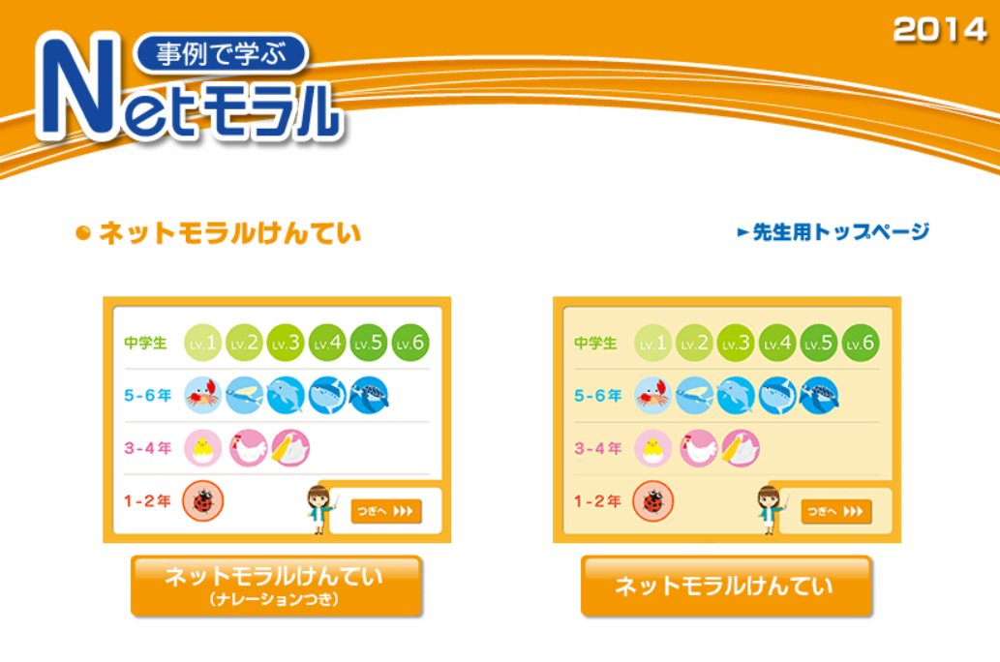 2014
事例で学ぶ
Netモラル
ネットモラルけんてい
►先生用トップページ
中学生 LV.1 LV.2 LV.3 LV.4 LV.5 LV.6
5-6年
3-4年
1-2年
つぎへ
ネットモラルけんてい
(ナレーションつき)
中学生 LV.1 LV.2 LV.3 LV.4 LV.5 LV.6
5-6年
3-4年
1-2年
つぎへ
ネットモラルけんてい